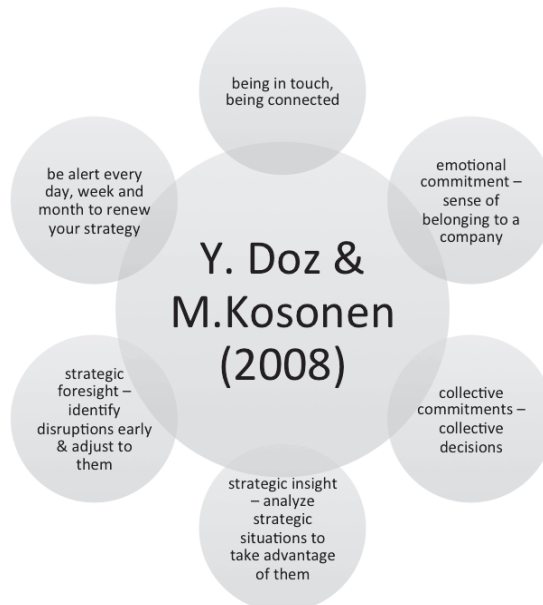 being in touch,
being connected
emotional
commitment –
sense of
belonging to a
company
collective
commitments –
collective
decisions
strategic insight
– analyze
strategic
situations to
take advantage
of them
strategic
foresight –
identify
disruptions early
& adjust to
them
be alert every
day, week and
month to renew
your strategy
Y. Doz &
M.Kosonen
(2008)